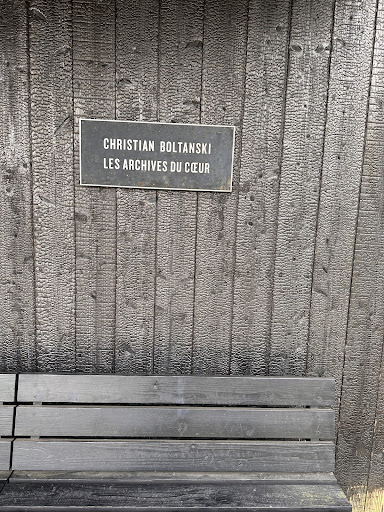 CHRISTIAN BOLTANSKI
LES ARCHIVES DU CŒUR